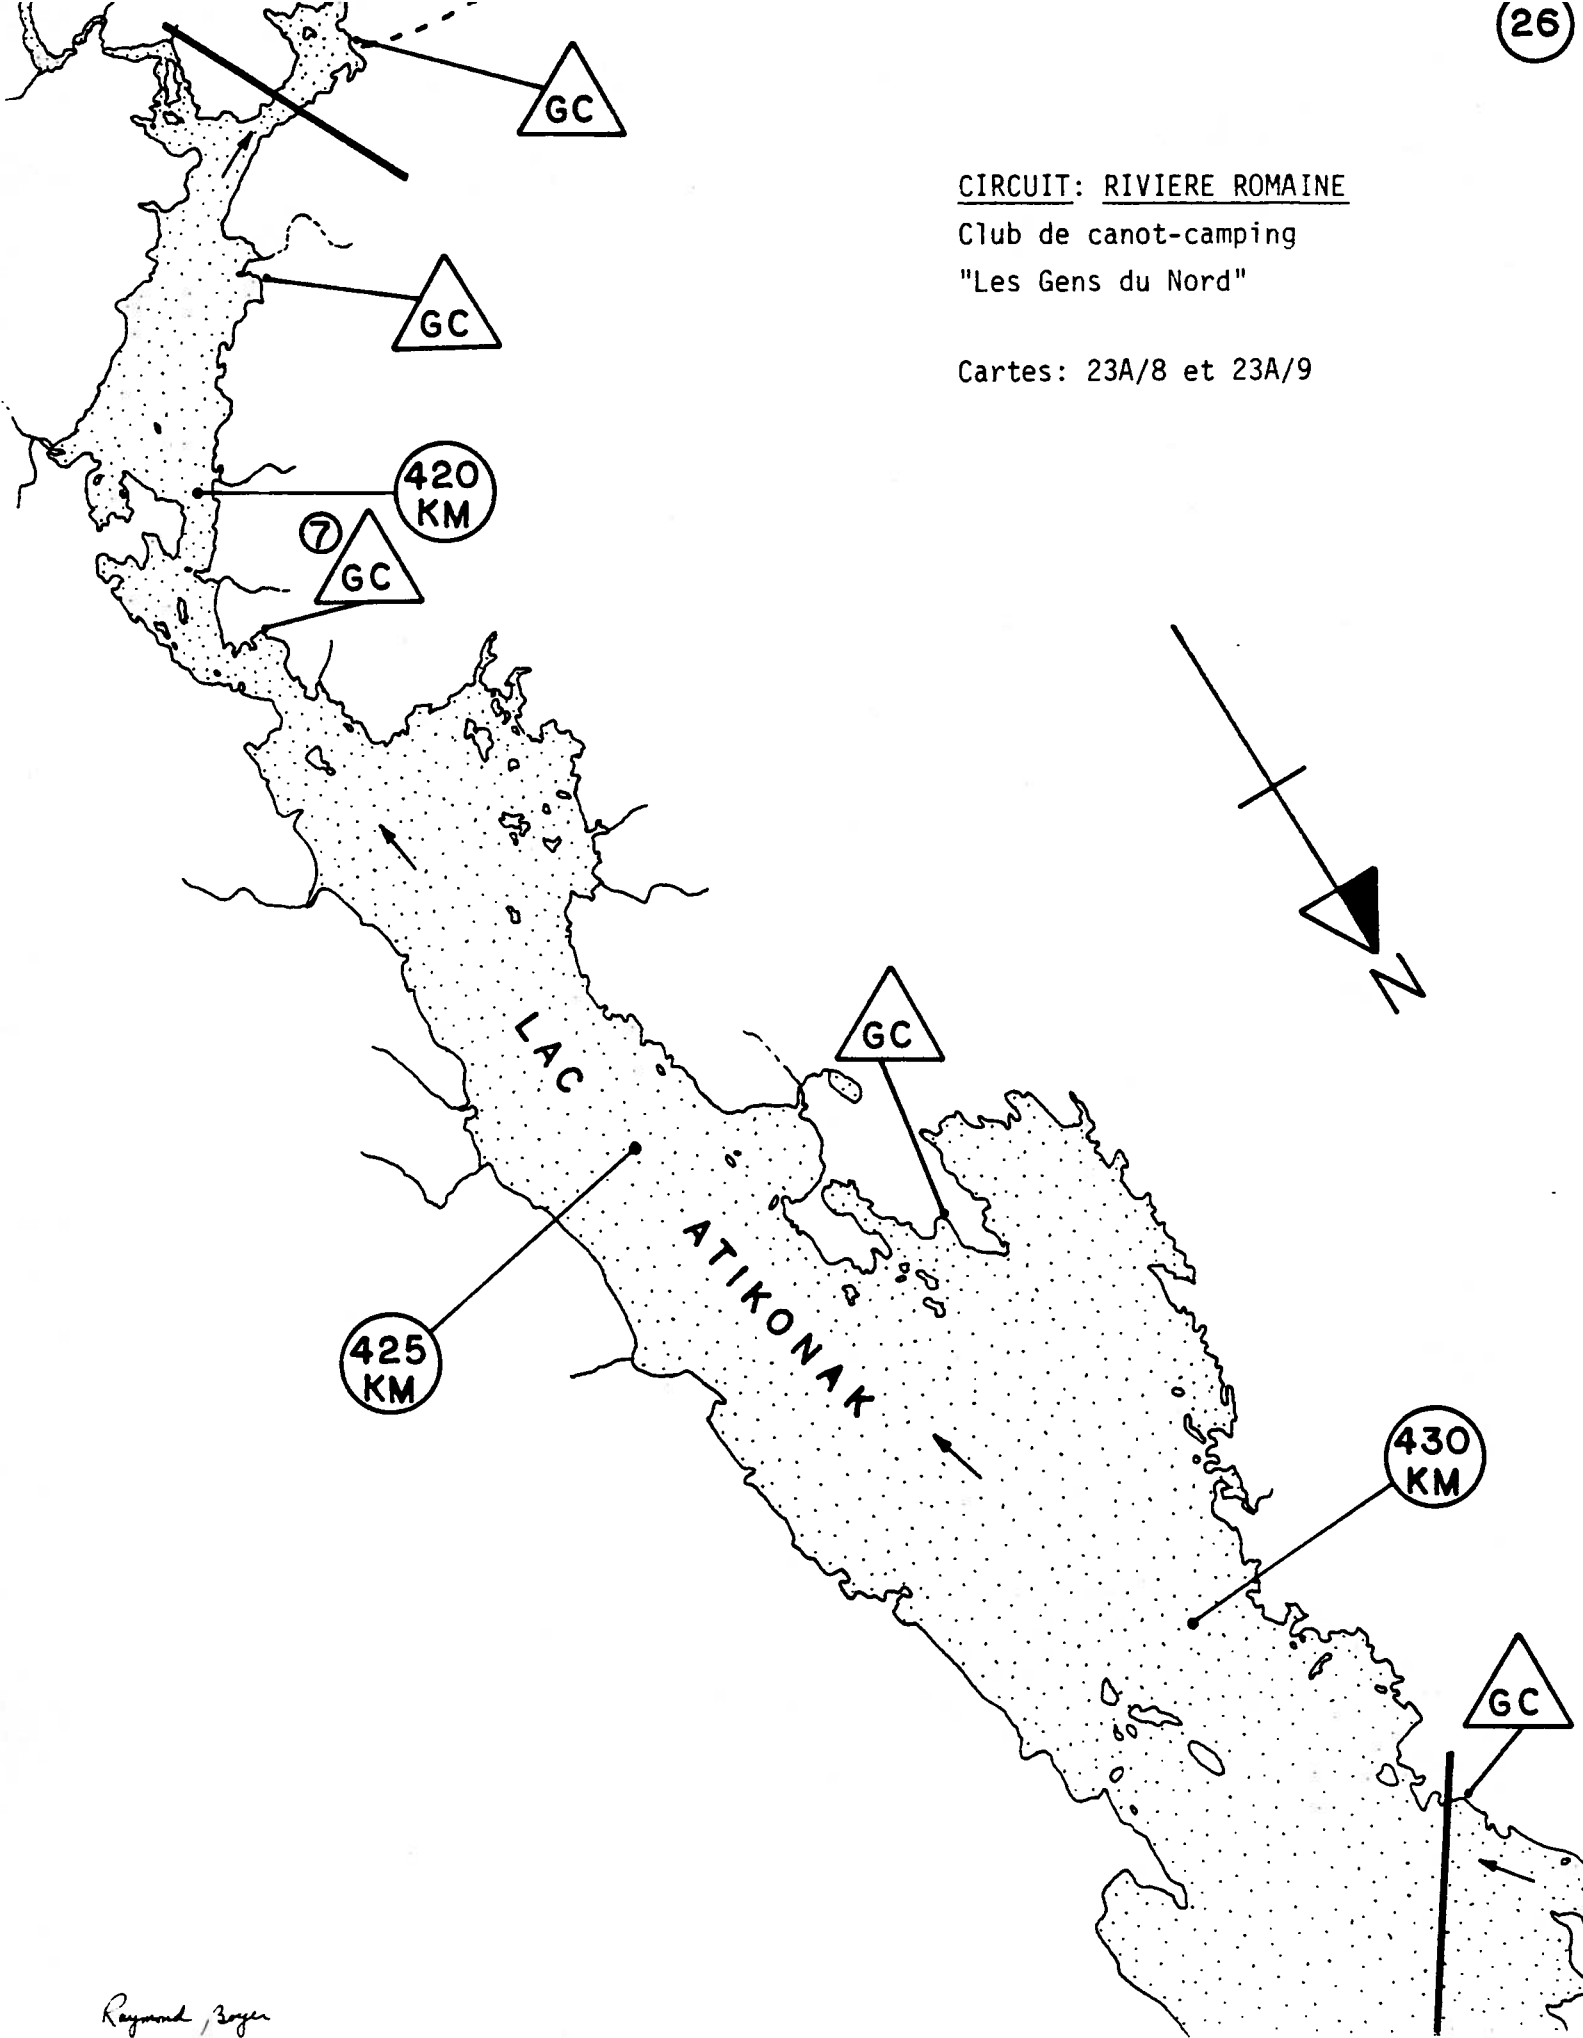 26
GC
CIRCUIT: RIVIERE ROMAINE
Club de canot-camping
"Les Gens du Nord"
Cartes: 23A/8 et 23A/9
GC
420
KM
7
GC
N
GC
LAC
ATIKONAK
425
KM
430
KM
GC
Raymond Boyer